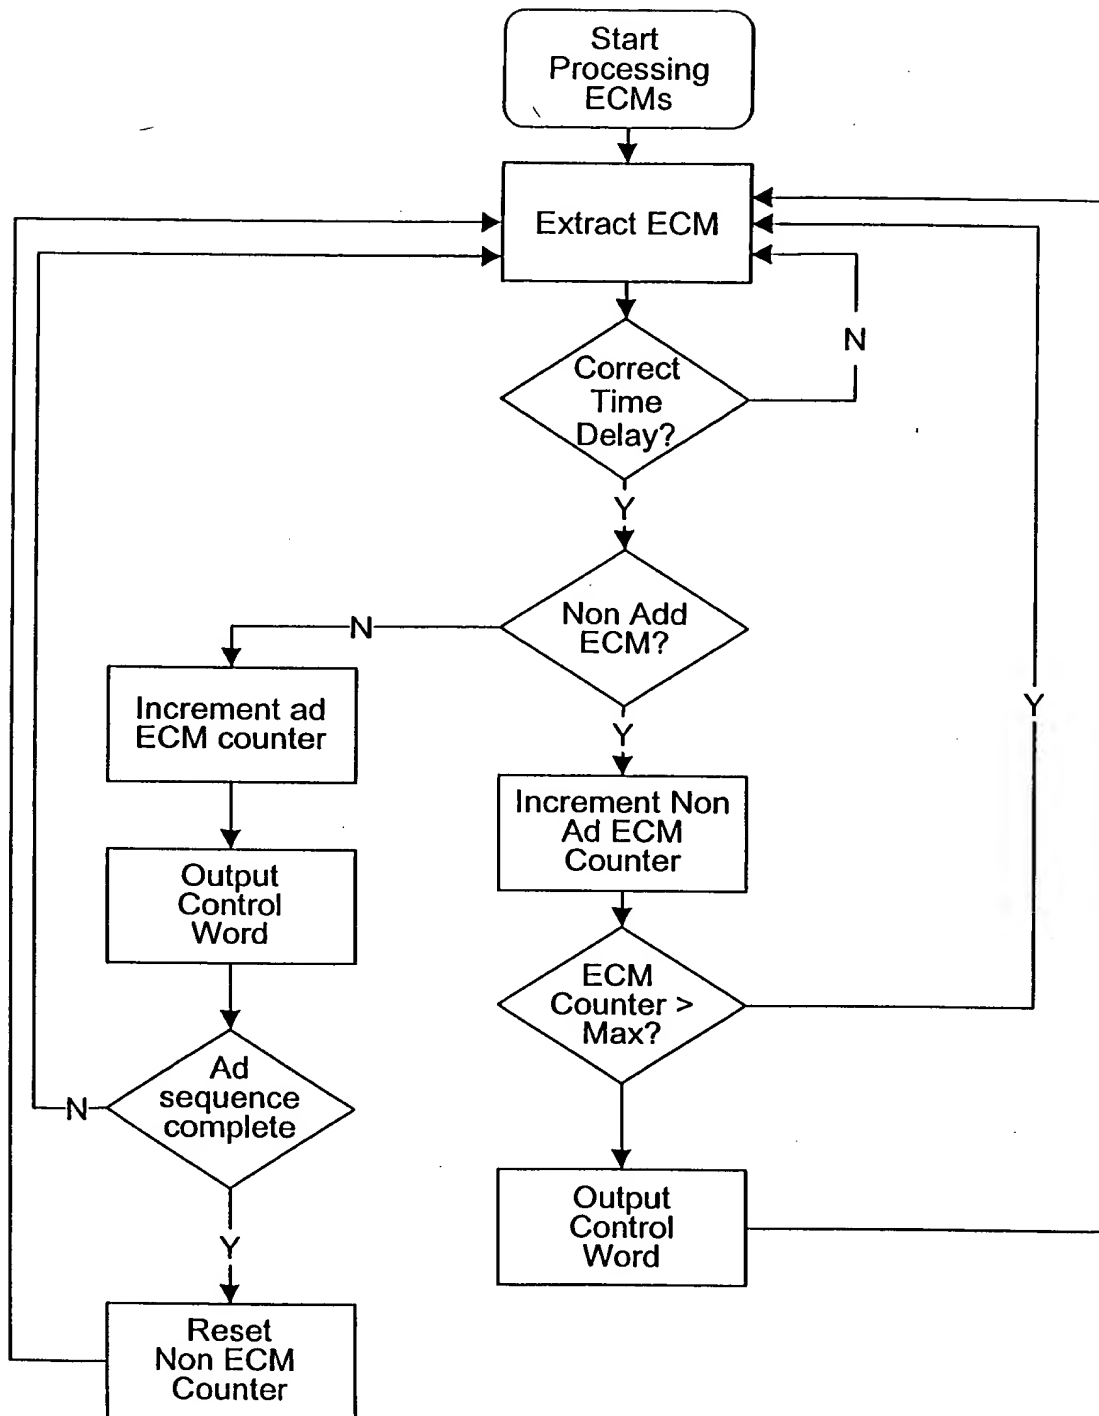 Start
Processing
ECMs
Extract ECM
N
Correct
Time
Delay?
Y
Non Add
ECM?
N
Y
Y
Increment ad
ECM counter
Increment Non
Ad ECM
Counter
Output
Control
Word
ECM
Counter >
Max?
Ad
sequence
complete
N
Y
Output
Control
Word
Reset
Non ECM
Counter